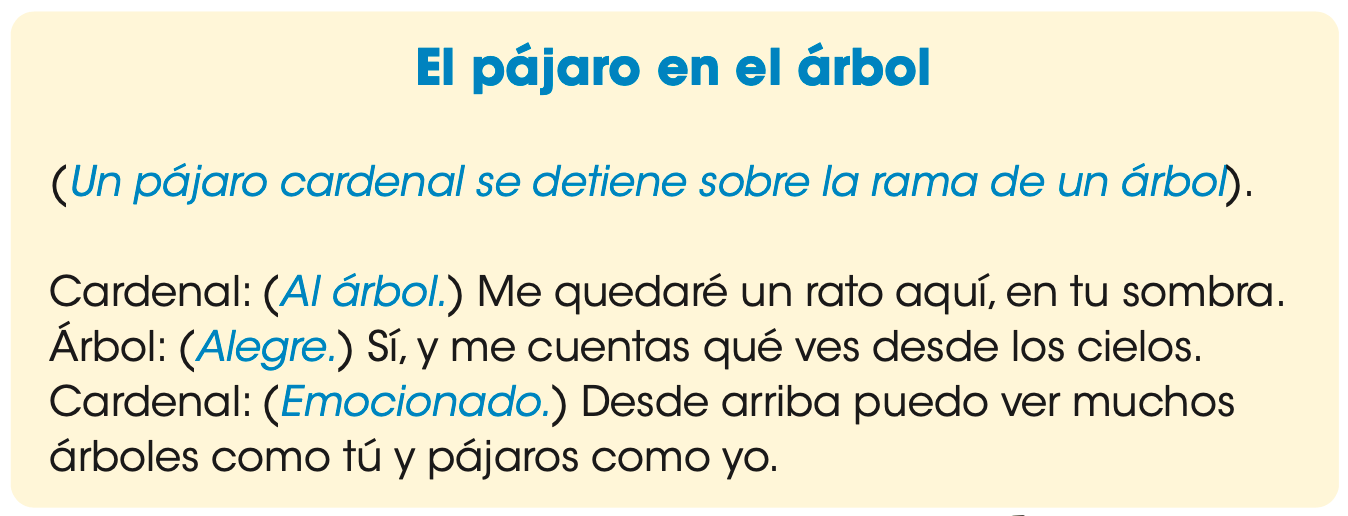 El pájaro en el árbol
(Un pájaro cardenal se detiene sobre la rama de un árbol).
Cardenal: (Al árbol.) Me quedaré un rato aquí, en tu sombra.
Árbol: (Alegre.) Sí, y me cuentas qué ves desde los cielos.
Cardenal: (Emocionado.) Desde arriba puedo ver muchos
árboles como tú y pájaros como yo.